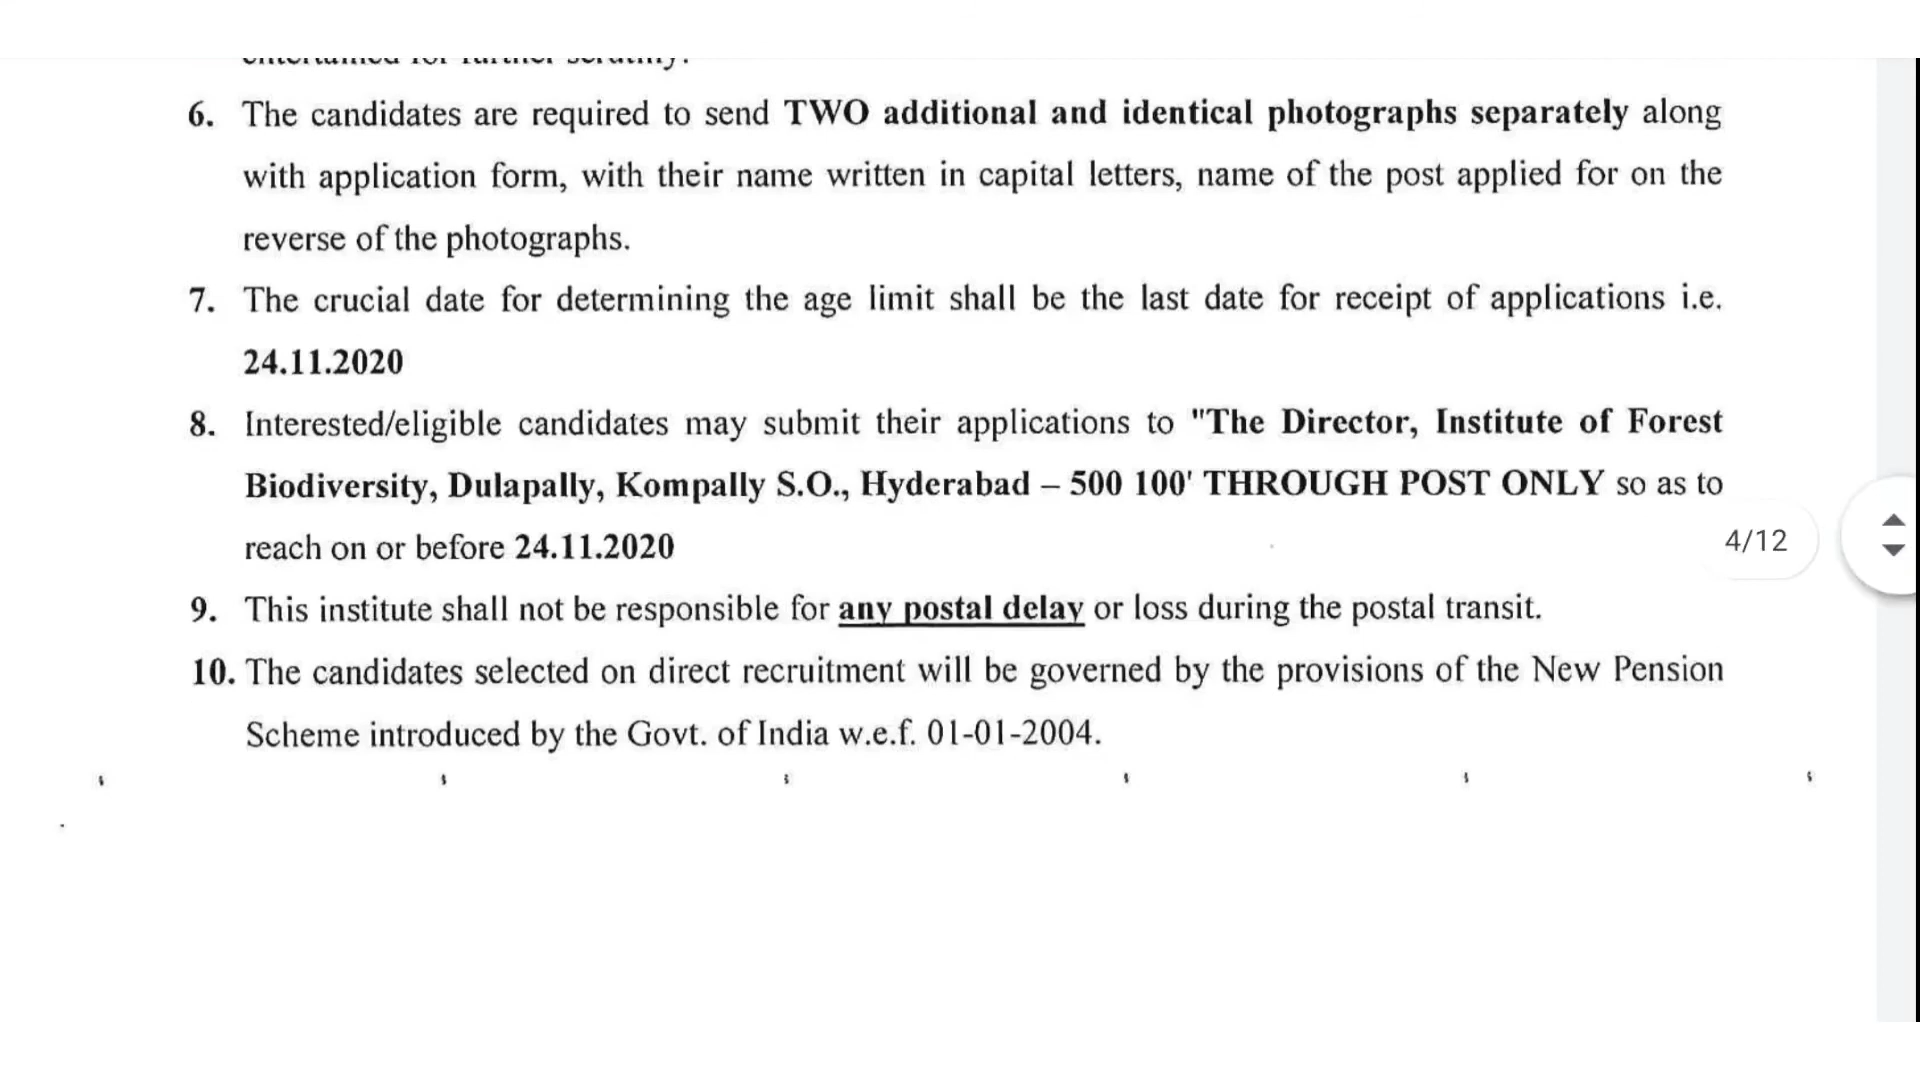 entertained for further scrutiny.
6. The candidates are required to send TWO additional and identical photographs separately along
with application form, with their name written in capital letters, name of the post applied for on the
reverse of the photographs.
7. The crucial date for determining the age limit shall be the last date for receipt of applications i.e.
24.11.2020
8. Interested/eligible candidates may submit their applications to "The Director, Institute of Forest
Biodiversity, Dulapally, Kompally S.O., Hyderabad – 500 100' THROUGH POST ONLY so as to
reach on or before 24.11.2020
4/12
9. This institute shall not be responsible for any postal delay or loss during the postal transit.
10. The candidates selected on direct recruitment will be governed by the provisions of the New Pension
Scheme introduced by the Govt. of India w.e.f. 01-01-2004.